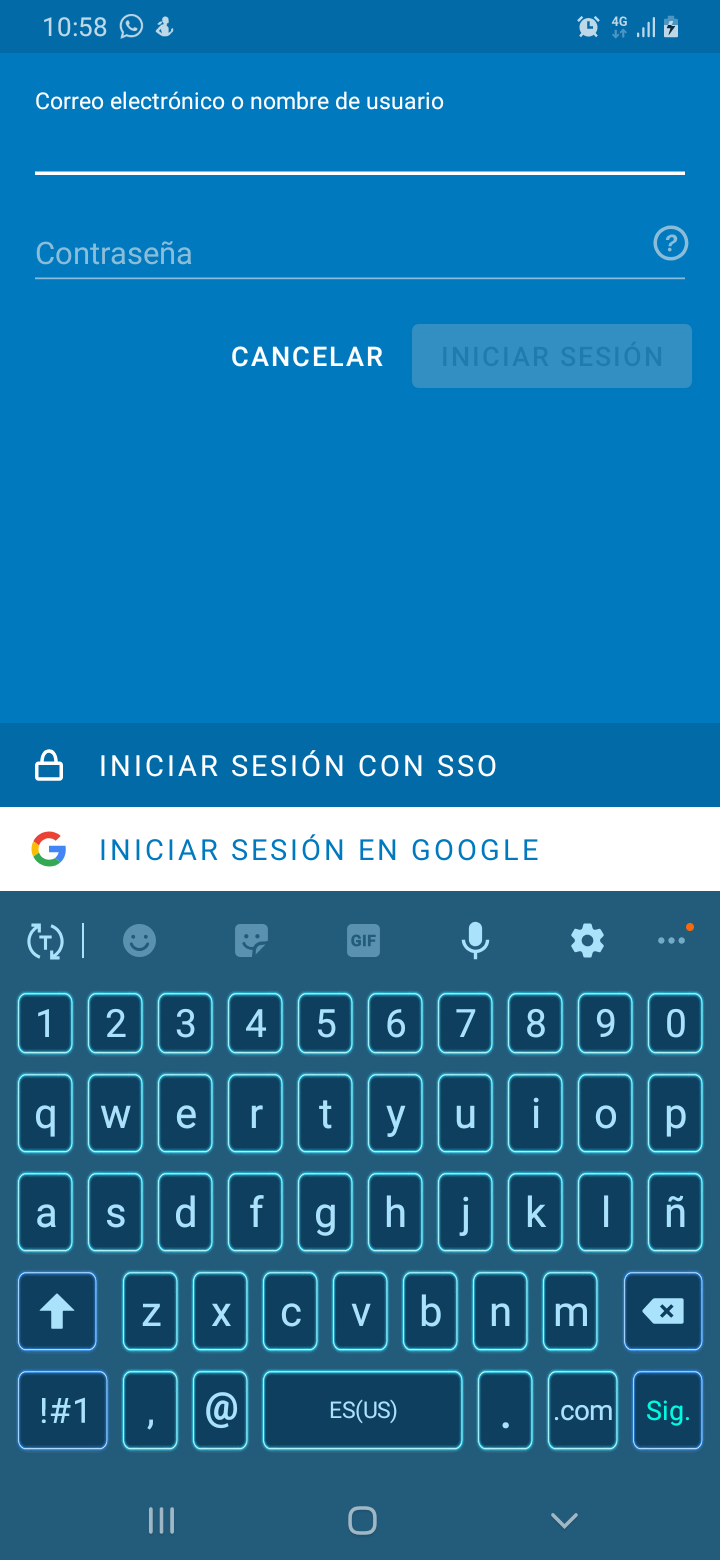 10:58 4G
Correo electrónico o nombre de usuario
Contraseña ?
CANCELAR INICIAR SESIÓN
INICIAR SESIÓN CON SSO
INICIAR SESIÓN EN GOOGLE
T GIF
1 2 3 4 5 6 7 8 9 0
q w e r t y u i o p
a s d f g h j k l ñ
z x c v b n m
!#1 , @ ES(US) . .com Sig.